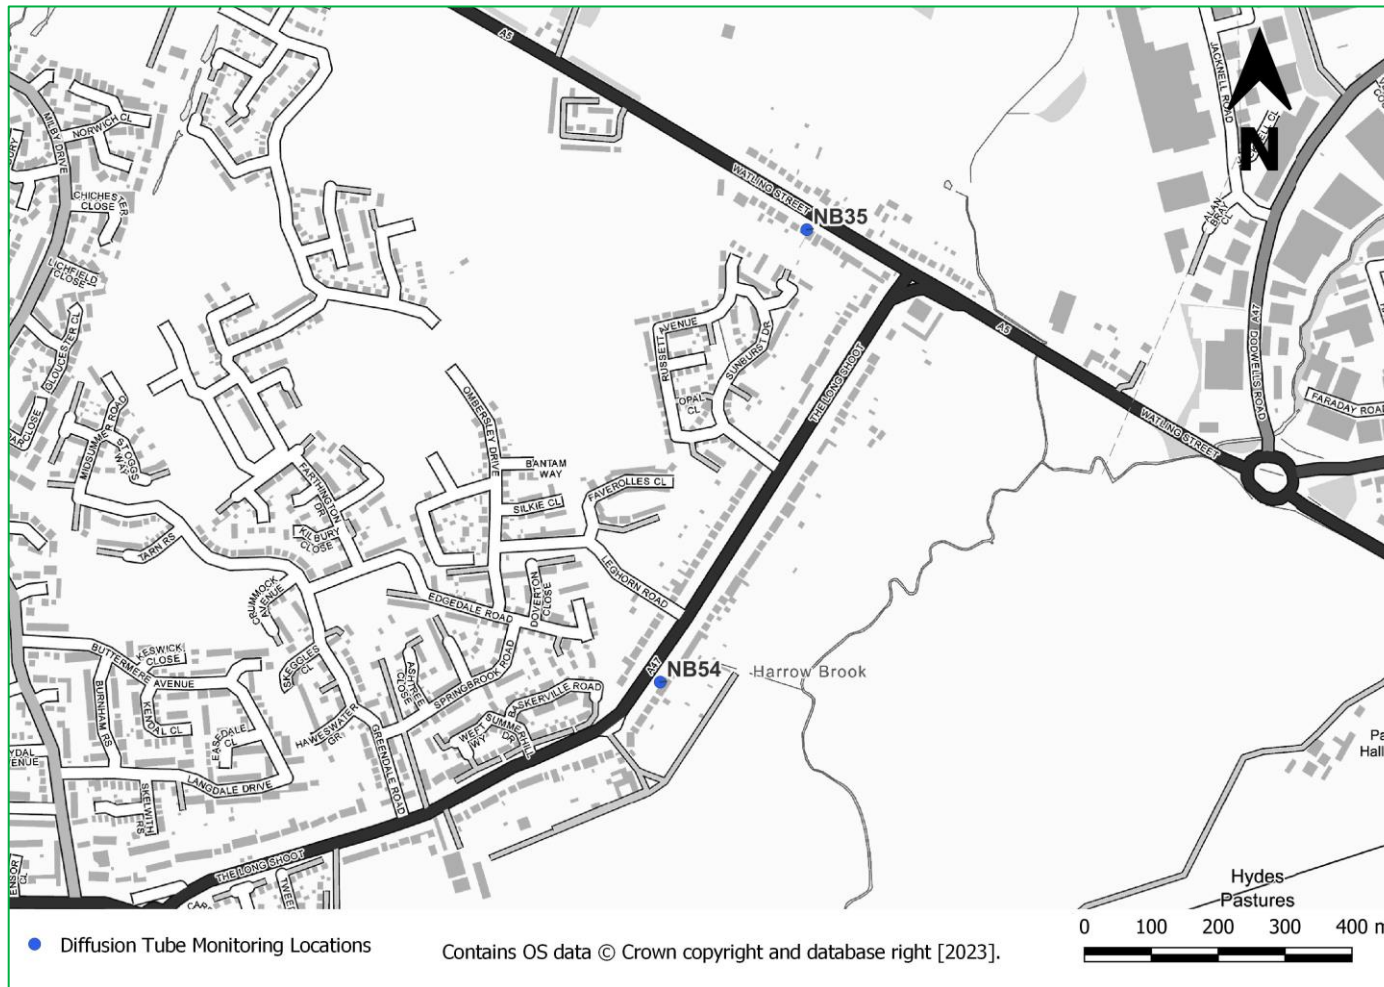 A5
JACKNELL ROAD
N
MILBY DRIVE
NORWICH CL
CHICHESTER
CLOSE
LICHFIELD
CLOSE
GLOUCESTER CL
WATLING STREET
NB35
ALAN
BRAY
CL
A47
DODWELLS ROAD
RUSSETT AVENUE
SUNBURST DR
OPAL
CL
THE LONG SHOOT
A5
WATLING STREET
FARADAY ROAD
MIDSUMMER ROAD
STOGGS
WAY
OMBERSLEY DRIVE
BANTAM
WAY
SILKIE CL
FAVEROLLES CL
FARTHINGTON
DR
KILBURY
CLOSE
TARN RS
CRUMMOCK
AVENUE
EDGEDALE ROAD
DOVERTON
CLOSE
LEGHORN ROAD
BUTTERMERE
AVENUE
KESWICK
CLOSE
BURNHAM RS
KENDAL CL
EASEDALE
CL
SKEGGLES
CL
ASHTREE
CLOSE
SPRINGBROOK ROAD
A47
NB54
Harrow Brook
HAWESWATER
GR
GREENDALE ROAD
WEFT
WY
SUMMERHILL
DR
BASKERVILLE ROAD
LANGDALE DRIVE
SKELWITH
RS
THE LONG SHOOT
Hydes
Pastures
Diffusion Tube Monitoring Locations
Contains OS data © Crown copyright and database right [2023].
0 100 200 300 400 m